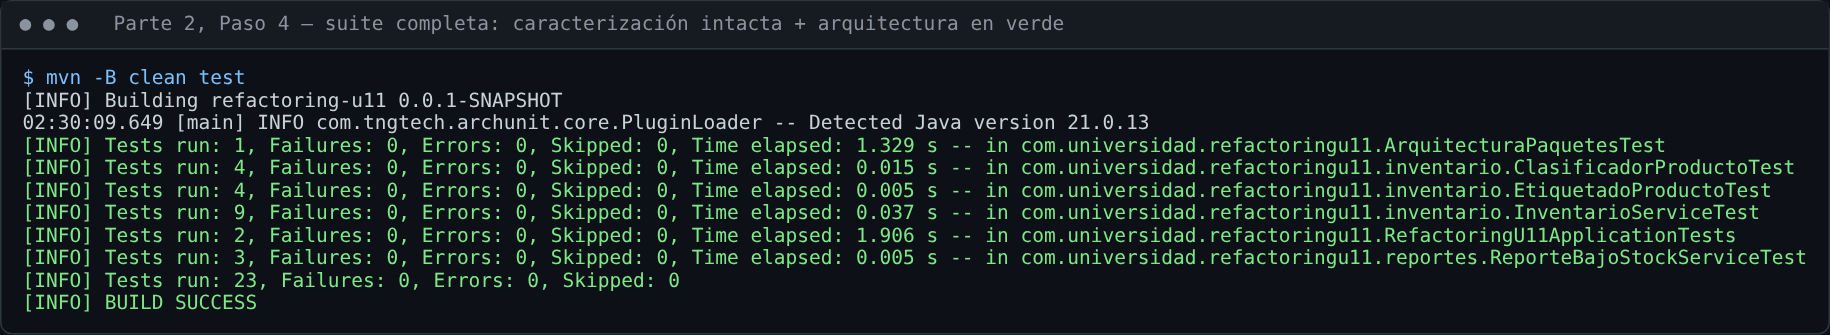 Parte 2, Paso 4 — suite completa: caracterización intacta + arquitectura en verde
$ mvn -B clean test
[INFO] Building refactoring-u11 0.0.1-SNAPSHOT
02:30:09.649 [main] INFO com.tngtech.archunit.core.PluginLoader -- Detected Java version 21.0.13
[INFO] Tests run: 1, Failures: 0, Errors: 0, Skipped: 0, Time elapsed: 1.329 s -- in com.universidad.refactoringu11.ArquitecturaPaquetesTest
[INFO] Tests run: 4, Failures: 0, Errors: 0, Skipped: 0, Time elapsed: 0.015 s -- in com.universidad.refactoringu11.inventario.ClasificadorProductoTest
[INFO] Tests run: 4, Failures: 0, Errors: 0, Skipped: 0, Time elapsed: 0.005 s -- in com.universidad.refactoringu11.inventario.EtiquetadoProductoTest
[INFO] Tests run: 9, Failures: 0, Errors: 0, Skipped: 0, Time elapsed: 0.037 s -- in com.universidad.refactoringu11.inventario.InventarioServiceTest
[INFO] Tests run: 2, Failures: 0, Errors: 0, Skipped: 0, Time elapsed: 1.906 s -- in com.universidad.refactoringu11.RefactoringU11ApplicationTests
[INFO] Tests run: 3, Failures: 0, Errors: 0, Skipped: 0, Time elapsed: 0.005 s -- in com.universidad.refactoringu11.reportes.ReporteBajoStockServiceTest
[INFO] Tests run: 23, Failures: 0, Errors: 0, Skipped: 0
[INFO] BUILD SUCCESS